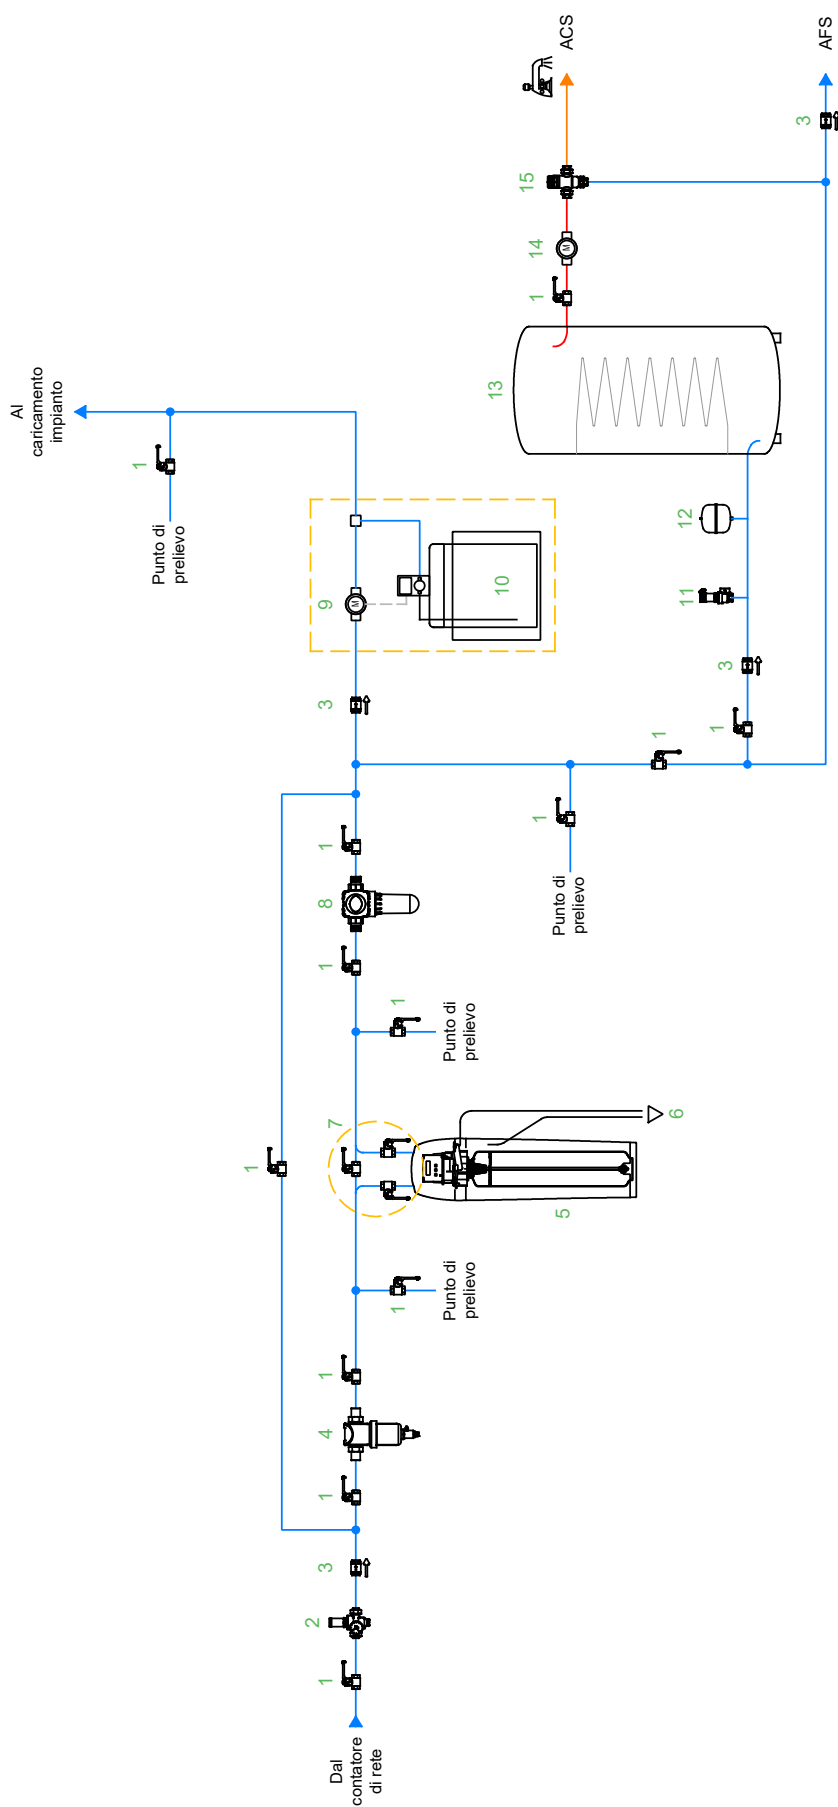 Al
caricamento
impianto
1
Punto di
prelievo
1
Dal
contatore
di rete
1
2
3
1
4
1
7
1
8
1
3
9
1
Punto di
prelievo
1
Punto di
prelievo
10
13
5
6
1
Punto di
prelievo
1
1
3
11
12
1
14
15
ACS
3
AFS